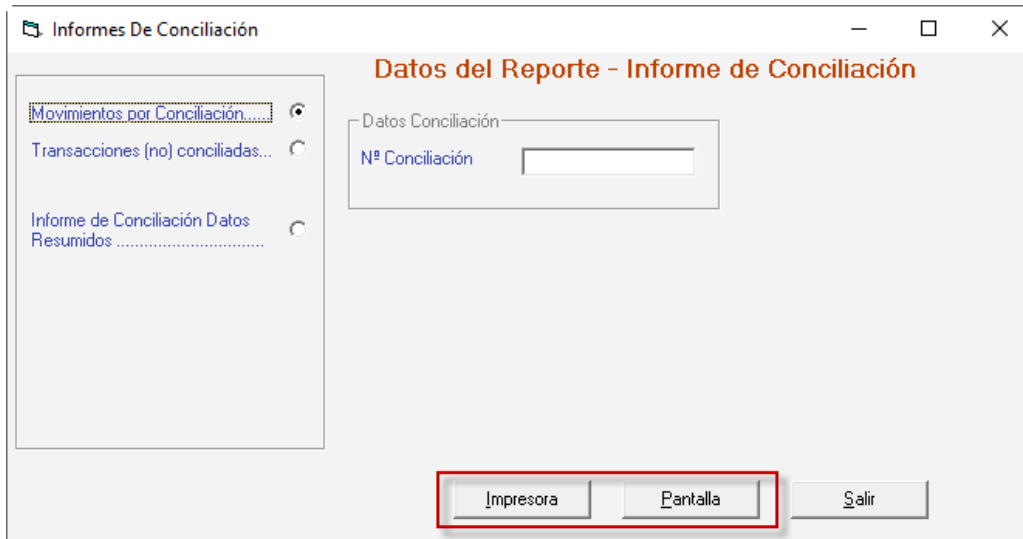 Informes De Conciliación
Datos del Reporte - Informe de Conciliación
Movimientos por Conciliación......
Transacciones (no) conciliadas...
Informe de Conciliación Datos
Resumidos .................................
Datos Conciliación
Nº Conciliación
Impresora
Pantalla
Salir